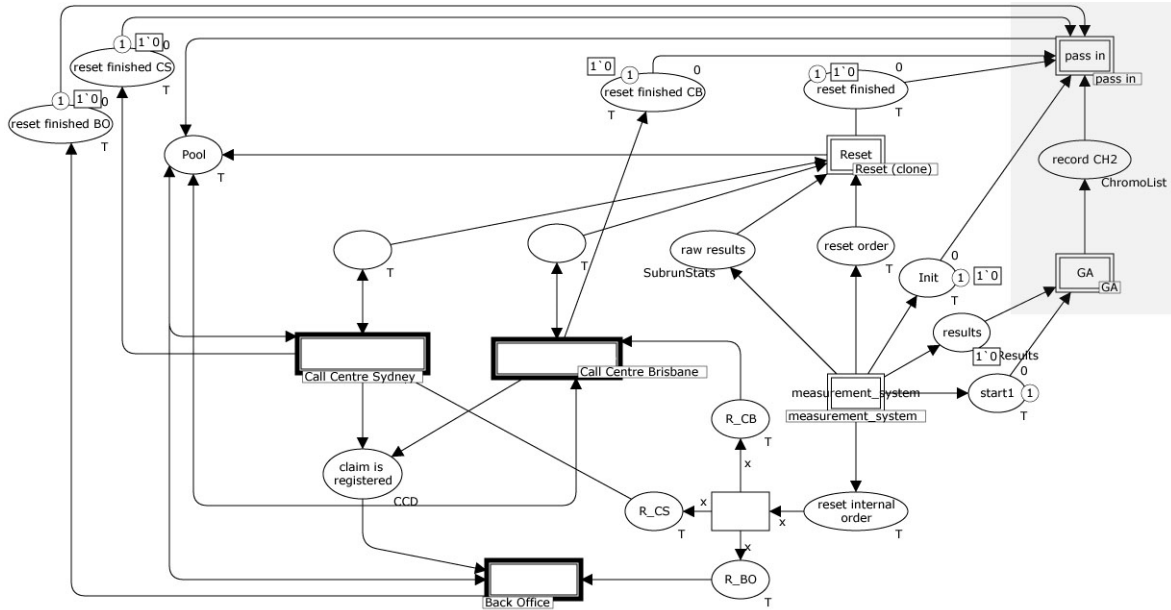 1
1`0
0
reset finished CS
T
1
1`0
0
reset finished BO
T
1`0
1
0
reset finished CB
T
1
1`0
0
reset finished
T
pass in
pass in
Pool
T
Reset
Reset (clone)
record CH2
ChromoList
T
T
raw results
SubrunStats
reset order
T
Init
0
1
1`0
T
GA
GA
results
1`0
Results
Call Centre Sydney
Call Centre Brisbane
measurement_system
measurement_system
start1
0
1
T
R_CB
T
x
claim is
registered
CCD
R_CS
T
x
x
reset internal
order
T
x
R_BO
T
Back Office